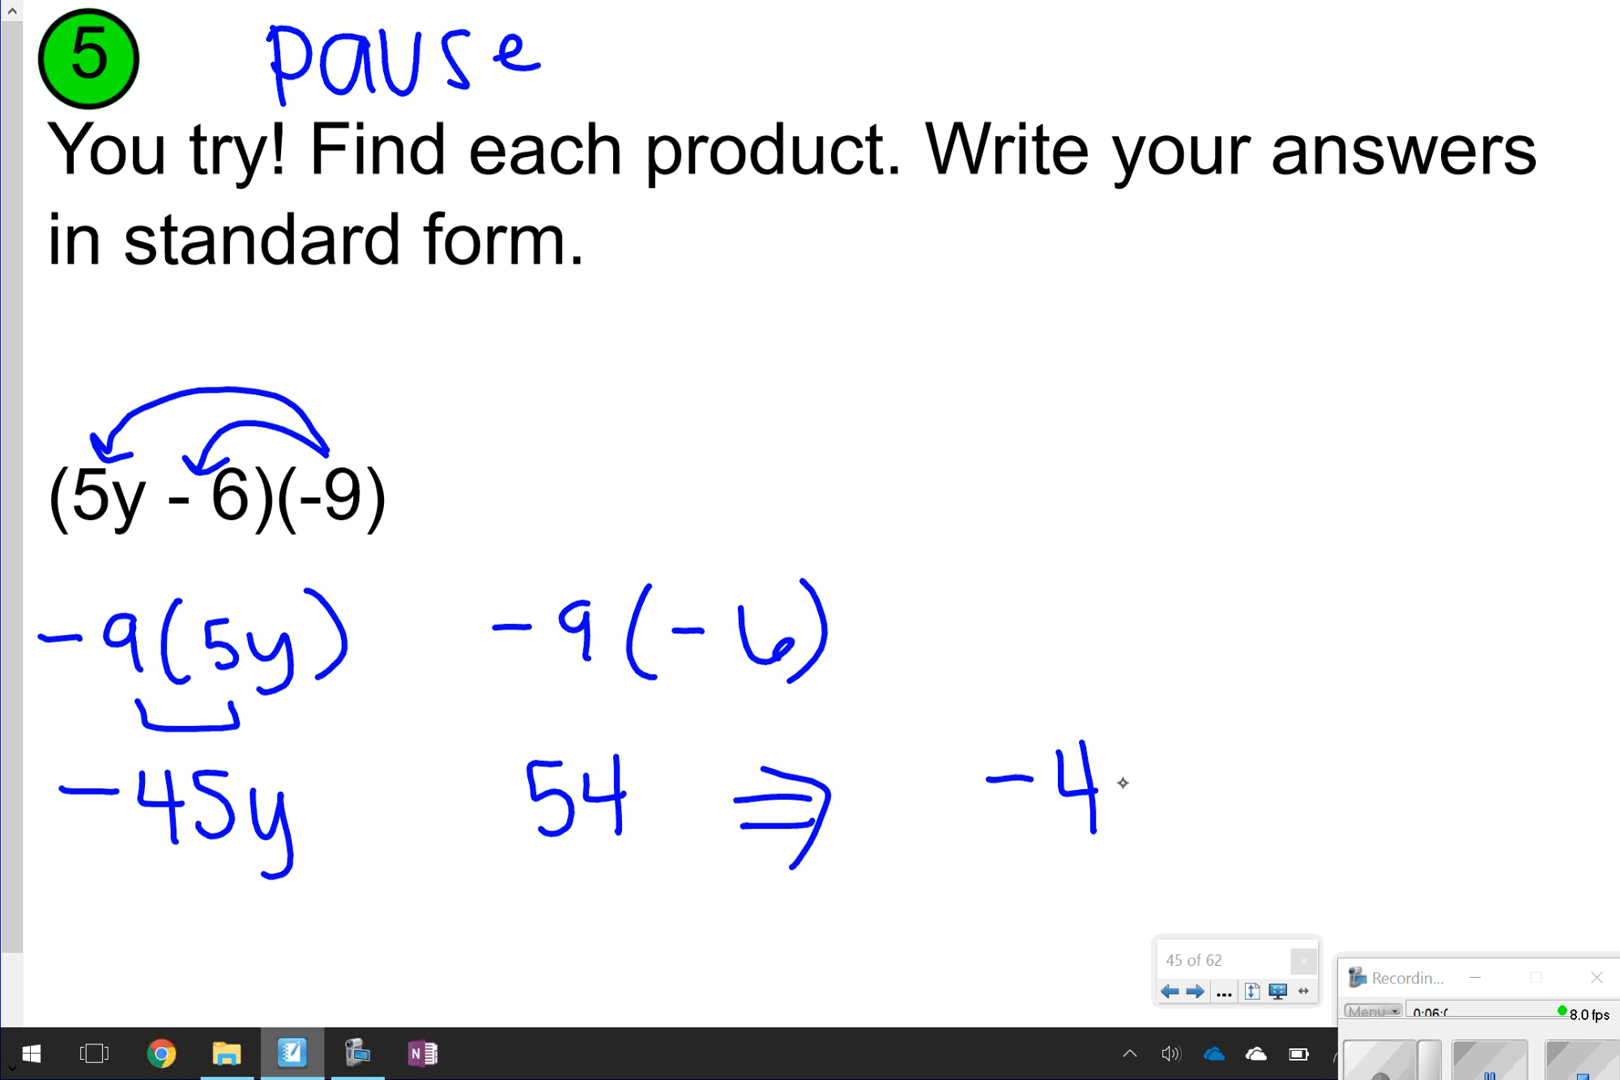 5 pause
You try! Find each product. Write your answers
in standard form.
(5y - 6)(-9)
-9(5y) -9(-6)
-45y 54 ⇒ -4
45 of 62
Recordin...
Menu 8.0 fps